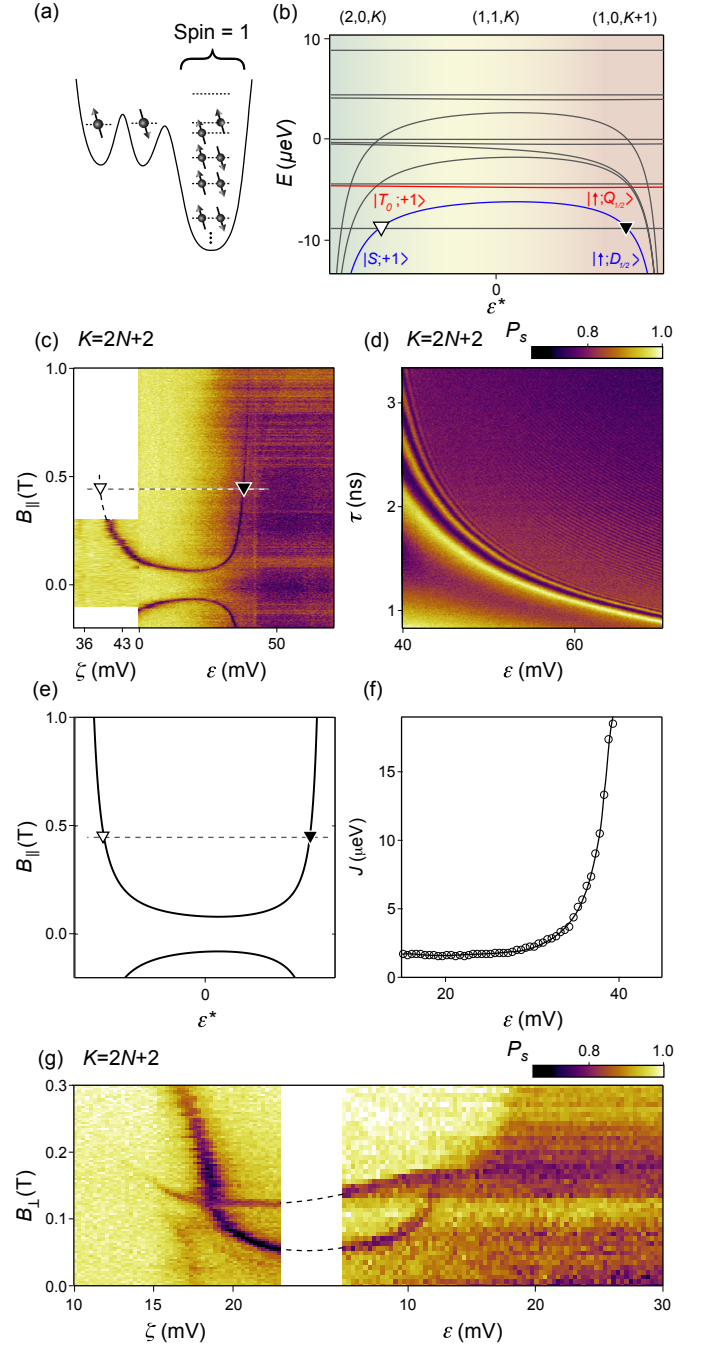 (a)
Spin = 1
(b)
(2,0,K) (1,1,K) (1,0,K+1)
10
0
-10
E (μeV)
|T0 ;+1⟩ |↑;Q1/2⟩
|S;+1⟩ |↑;D1/2⟩
0
ε*
(c) K=2N+2
1.0
0.5
0.0
B||(T)
36 43 0 50
ζ (mV) ε (mV)
(d) K=2N+2
Ps 0.8 1.0
3
2
1
τ (ns)
40 60
ε (mV)
(e)
1.0
0.5
0.0
B||(T)
0
ε*
(f)
15
10
5
0
J (μeV)
20 40
ε (mV)
(g) K=2N+2
Ps 0.8 1.0
0.3
0.2
0.1
0.0
B⊥(T)
10 15 20 10 20 30
ζ (mV) ε (mV)